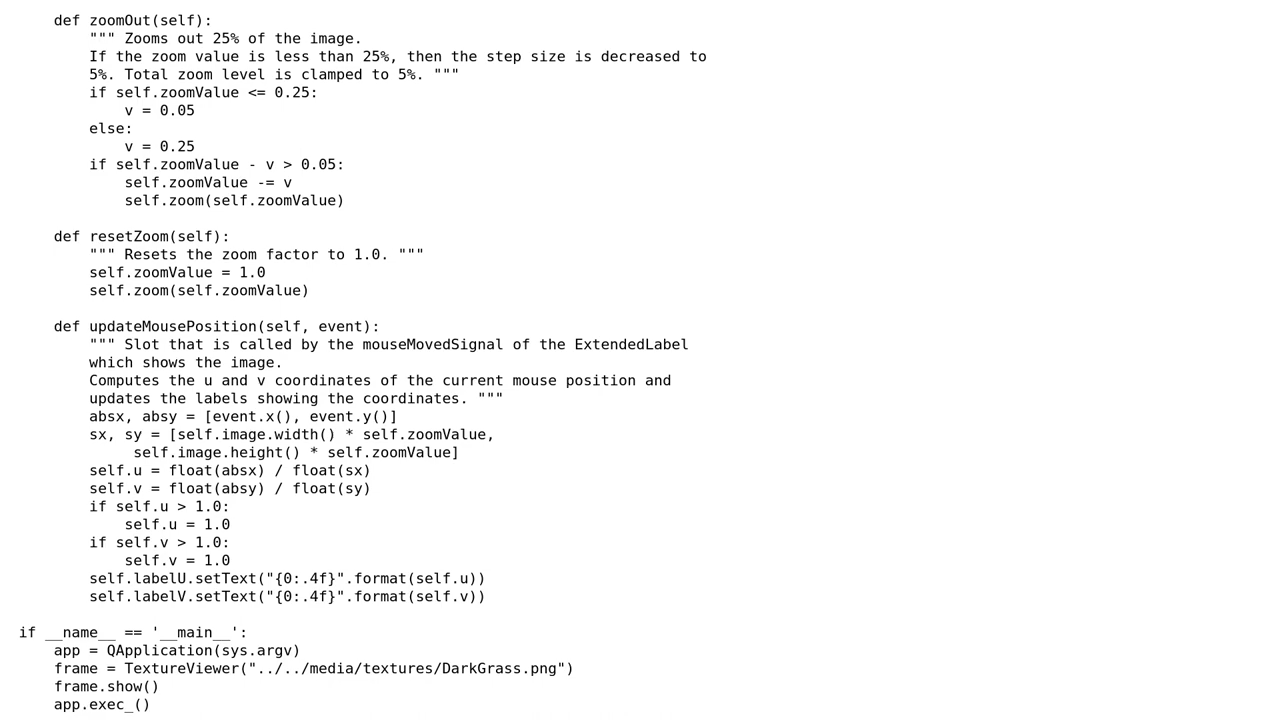 def zoomOut(self):
        """ Zooms out 25% of the image.
        If the zoom value is less than 25%, then the step size is decreased to
        5%. Total zoom level is clamped to 5%. """
        if self.zoomValue <= 0.25:
            v = 0.05
        else:
            v = 0.25
        if self.zoomValue - v > 0.05:
            self.zoomValue -= v
            self.zoom(self.zoomValue)

    def resetZoom(self):
        """ Resets the zoom factor to 1.0. """
        self.zoomValue = 1.0
        self.zoom(self.zoomValue)

    def updateMousePosition(self, event):
        """ Slot that is called by the mouseMovedSignal of the ExtendedLabel
        which shows the image.
        Computes the u and v coordinates of the current mouse position and
        updates the labels showing the coordinates. """
        absx, absy = [event.x(), event.y()]
        sx, sy = [self.image.width() * self.zoomValue,
             self.image.height() * self.zoomValue]
        self.u = float(absx) / float(sx)
        self.v = float(absy) / float(sy)
        if self.u > 1.0:
            self.u = 1.0
        if self.v > 1.0:
            self.v = 1.0
        self.labelU.setText("{0:.4f}".format(self.u))
        self.labelV.setText("{0:.4f}".format(self.v))

if __name__ == '__main__':
    app = QApplication(sys.argv)
    frame = TextureViewer("../../media/textures/DarkGrass.png")
    frame.show()
    app.exec_()